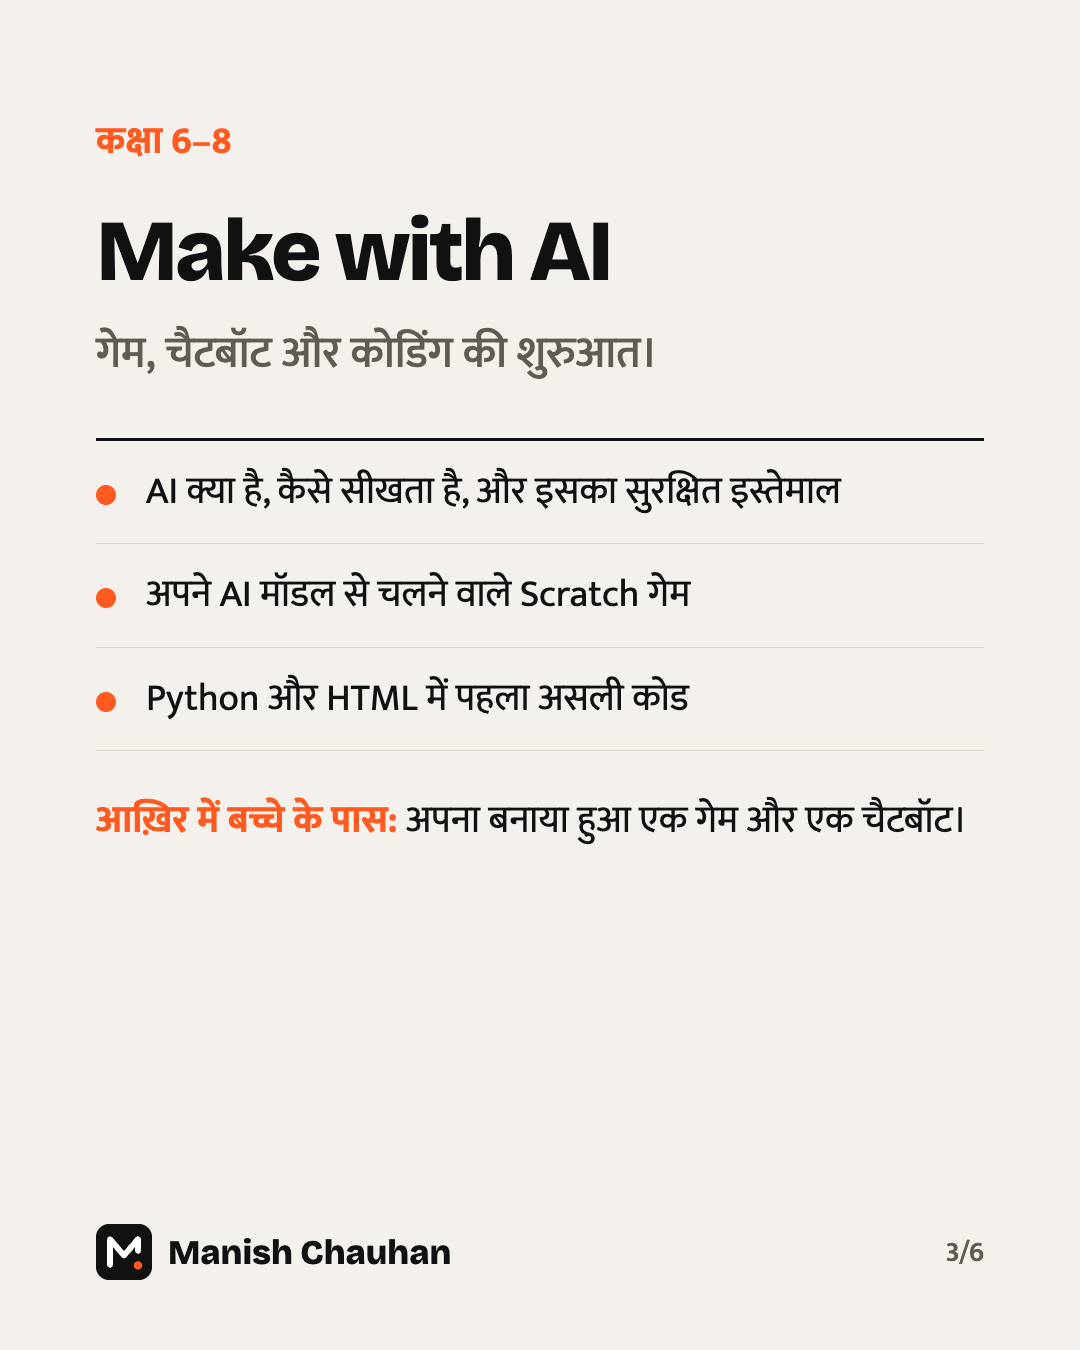 कक्षा 6–8
Make with AI
गेम, चैटबॉट और कोडिंग की शुरुआत।
AI क्या है, कैसे सीखता है, और इसका सुरक्षित इस्तेमाल
अपने AI मॉडल से चलने वाले Scratch गेम
Python और HTML में पहला असली कोड
आख़िर में बच्चे के पास: अपना बनाया हुआ एक गेम और एक चैटबॉट।
M
Manish Chauhan
3/6